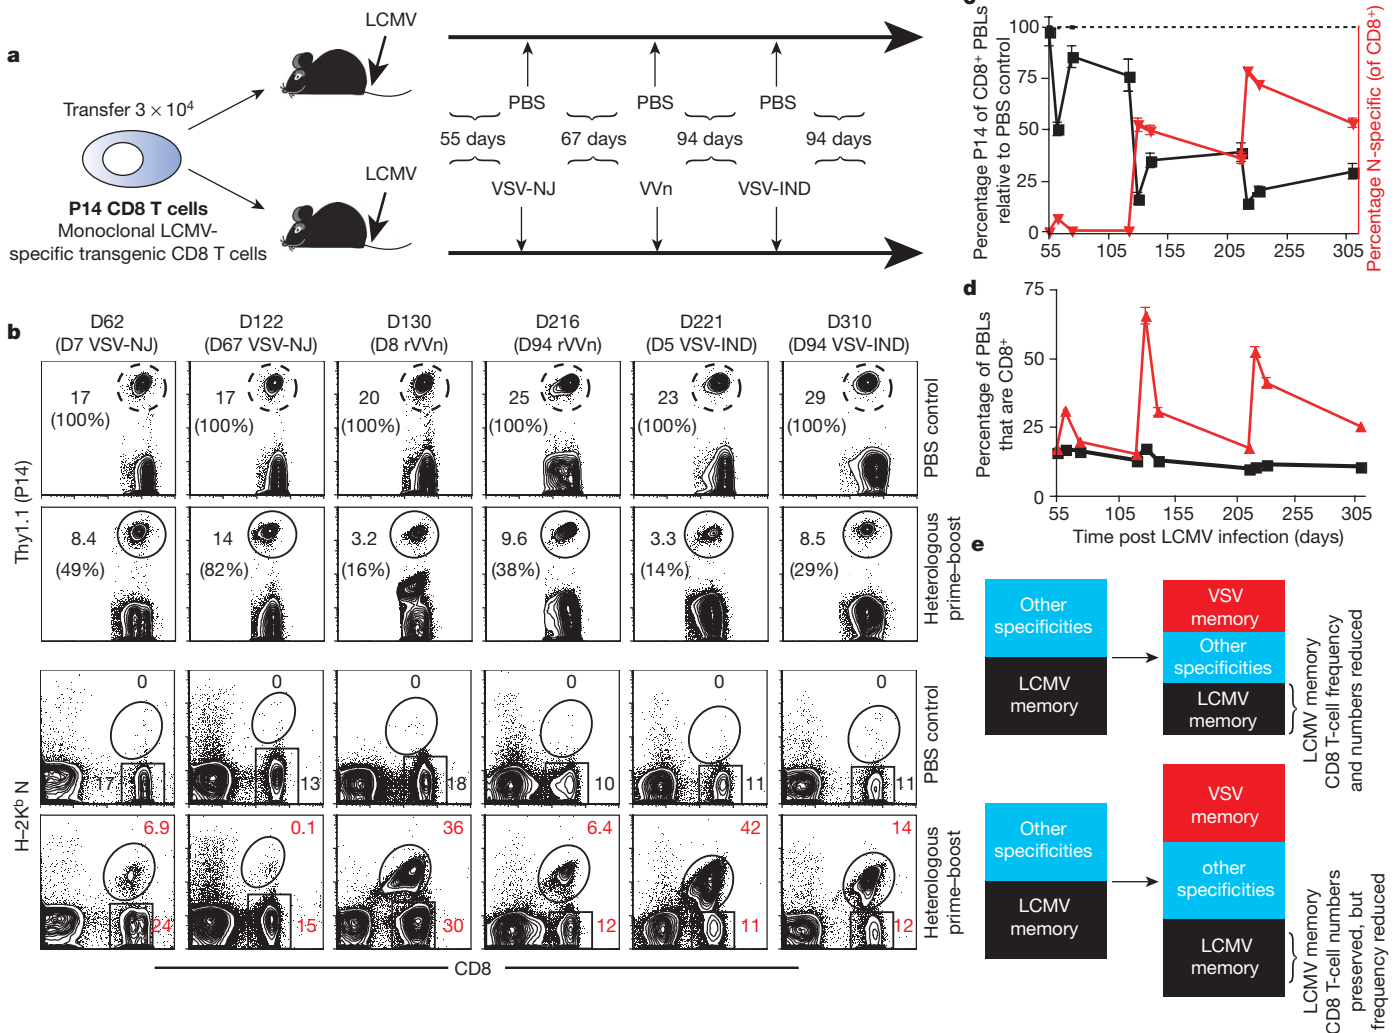 a
LCMV
Transfer 3 × 10⁴
P14 CD8 T cells
Monoclonal LCMV-
specific transgenic CD8 T cells
LCMV
PBS
PBS
PBS
55 days
67 days
94 days
94 days
VSV-NJ
VVn
VSV-IND
b
D62
(D7 VSV-NJ)
D122
(D67 VSV-NJ)
D130
(D8 rVVn)
D216
(D94 rVVn)
D221
(D5 VSV-IND)
D310
(D94 VSV-IND)
Thy1.1 (P14)
17
(100%)
17
(100%)
20
(100%)
25
(100%)
23
(100%)
29
(100%)
PBS control
8.4
(49%)
14
(82%)
3.2
(16%)
9.6
(38%)
3.3
(14%)
8.5
(29%)
Heterologous
prime–boost
H–2Kᵇ N
0
17
0
13
0
18
0
10
0
11
0
11
PBS control
6.9
24
0.1
15
36
30
6.4
12
42
11
14
12
Heterologous
prime–boost
CD8
Percentage P14 of CD8⁺ PBLs
relative to PBS control
100
75
50
25
0
55
105
155
205
255
305
Percentage N-specific (of CD8⁺)
d
Percentage of PBLs
that are CD8⁺
75
50
25
0
55
105
155
205
255
305
Time post LCMV infection (days)
e
Other
specificities
LCMV
memory
VSV
memory
Other
specificities
LCMV
memory
LCMV memory
CD8 T-cell frequency
and numbers reduced
Other
specificities
LCMV
memory
VSV
memory
other
specificities
LCMV
memory
LCMV memory
CD8 T-cell numbers
preserved, but
frequency reduced